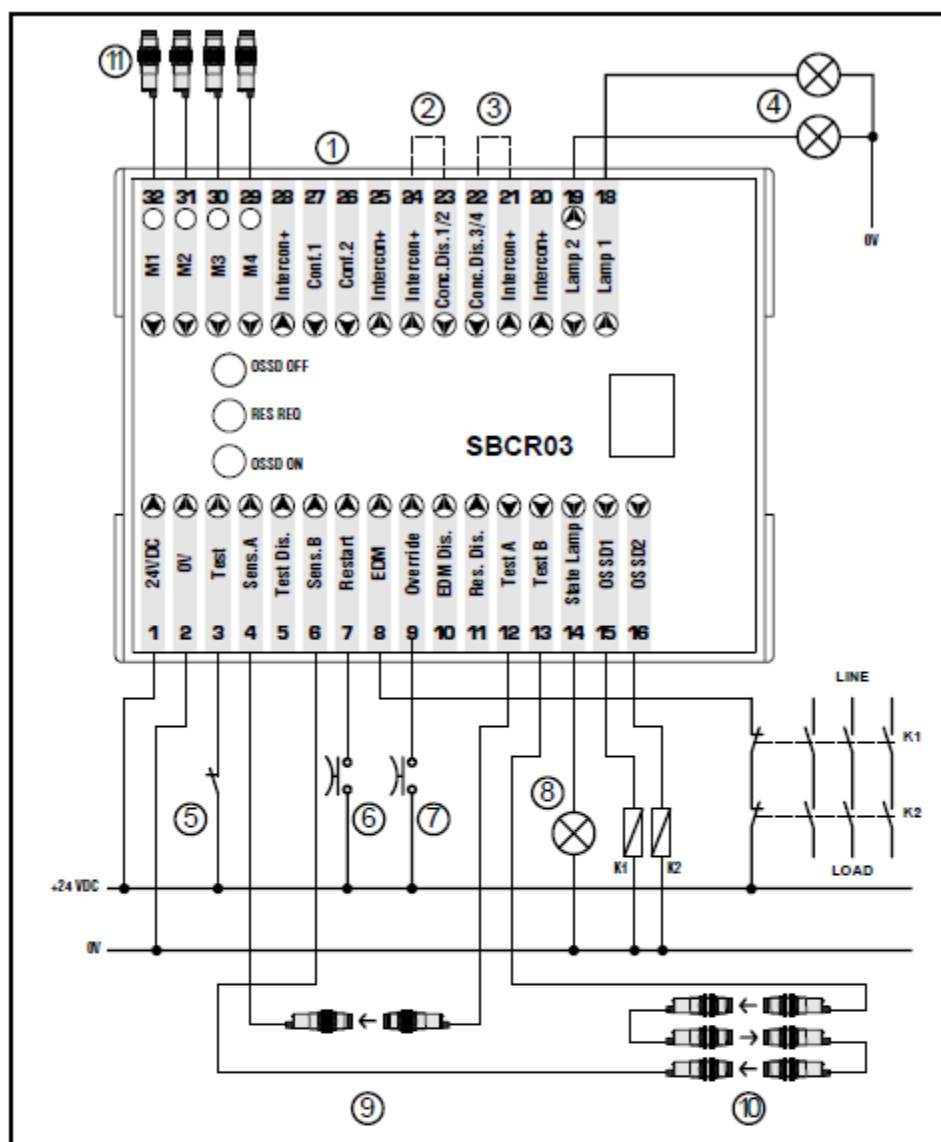 ⑪
① ② ③ ④
32 31 30 29 28 27 26 25 24 23 22 21 20 19 18
M1
M2
M3
M4
Intercon+
Conf.1
Conf.2
Intercon+
Intercon+
Conc.Dis.1/2
Conc.Dis.3/4
Intercon+
Intercon+
Lamp 2
Lamp 1
0V
OSSD OFF
RES REQ
OSSD ON
SBCR03
24VDC
0V
Test
Sens.A
Test Dis.
Sens.B
Restart
EDM
Override
EDM Dis.
Res. Dis.
Test A
Test B
State Lamp
OSSD1
OSSD2
1 2 3 4 5 6 7 8 9 10 11 12 13 14 15 16
LINE
K1
K2
LOAD
⑤ ⑥ ⑦ ⑧
K1 K2
+24 VDC
0V
⑨ ⑩